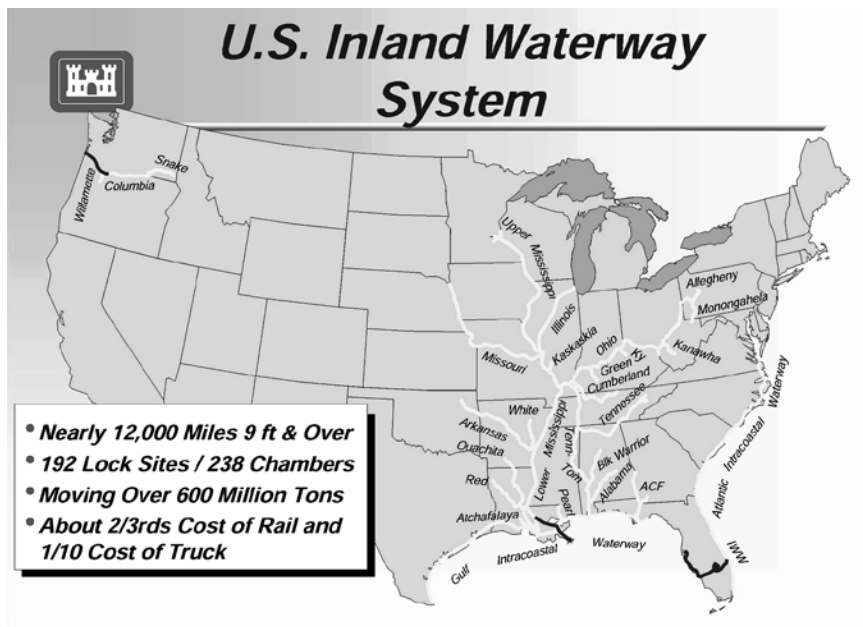 U.S. Inland Waterway
System
Snake
Columbia
Willamette
Upper
Mississippi
Illinois
Allegheny
Monongahela
Kaskaskia
Ohio
Kanawha
Missouri
Green
Cumberland
Tennessee
White
Arkansas
Ouachita
Red
Atchafalaya
Lower Mississippi
Tenn-
Tom
Pearl
Blk Warrior
Alabama
ACF
Gulf Intracoastal Waterway
Atlantic Intracoastal Waterway
IWW
• Nearly 12,000 Miles 9 ft & Over
• 192 Lock Sites / 238 Chambers
• Moving Over 600 Million Tons
• About 2/3rds Cost of Rail and
1/10 Cost of Truck